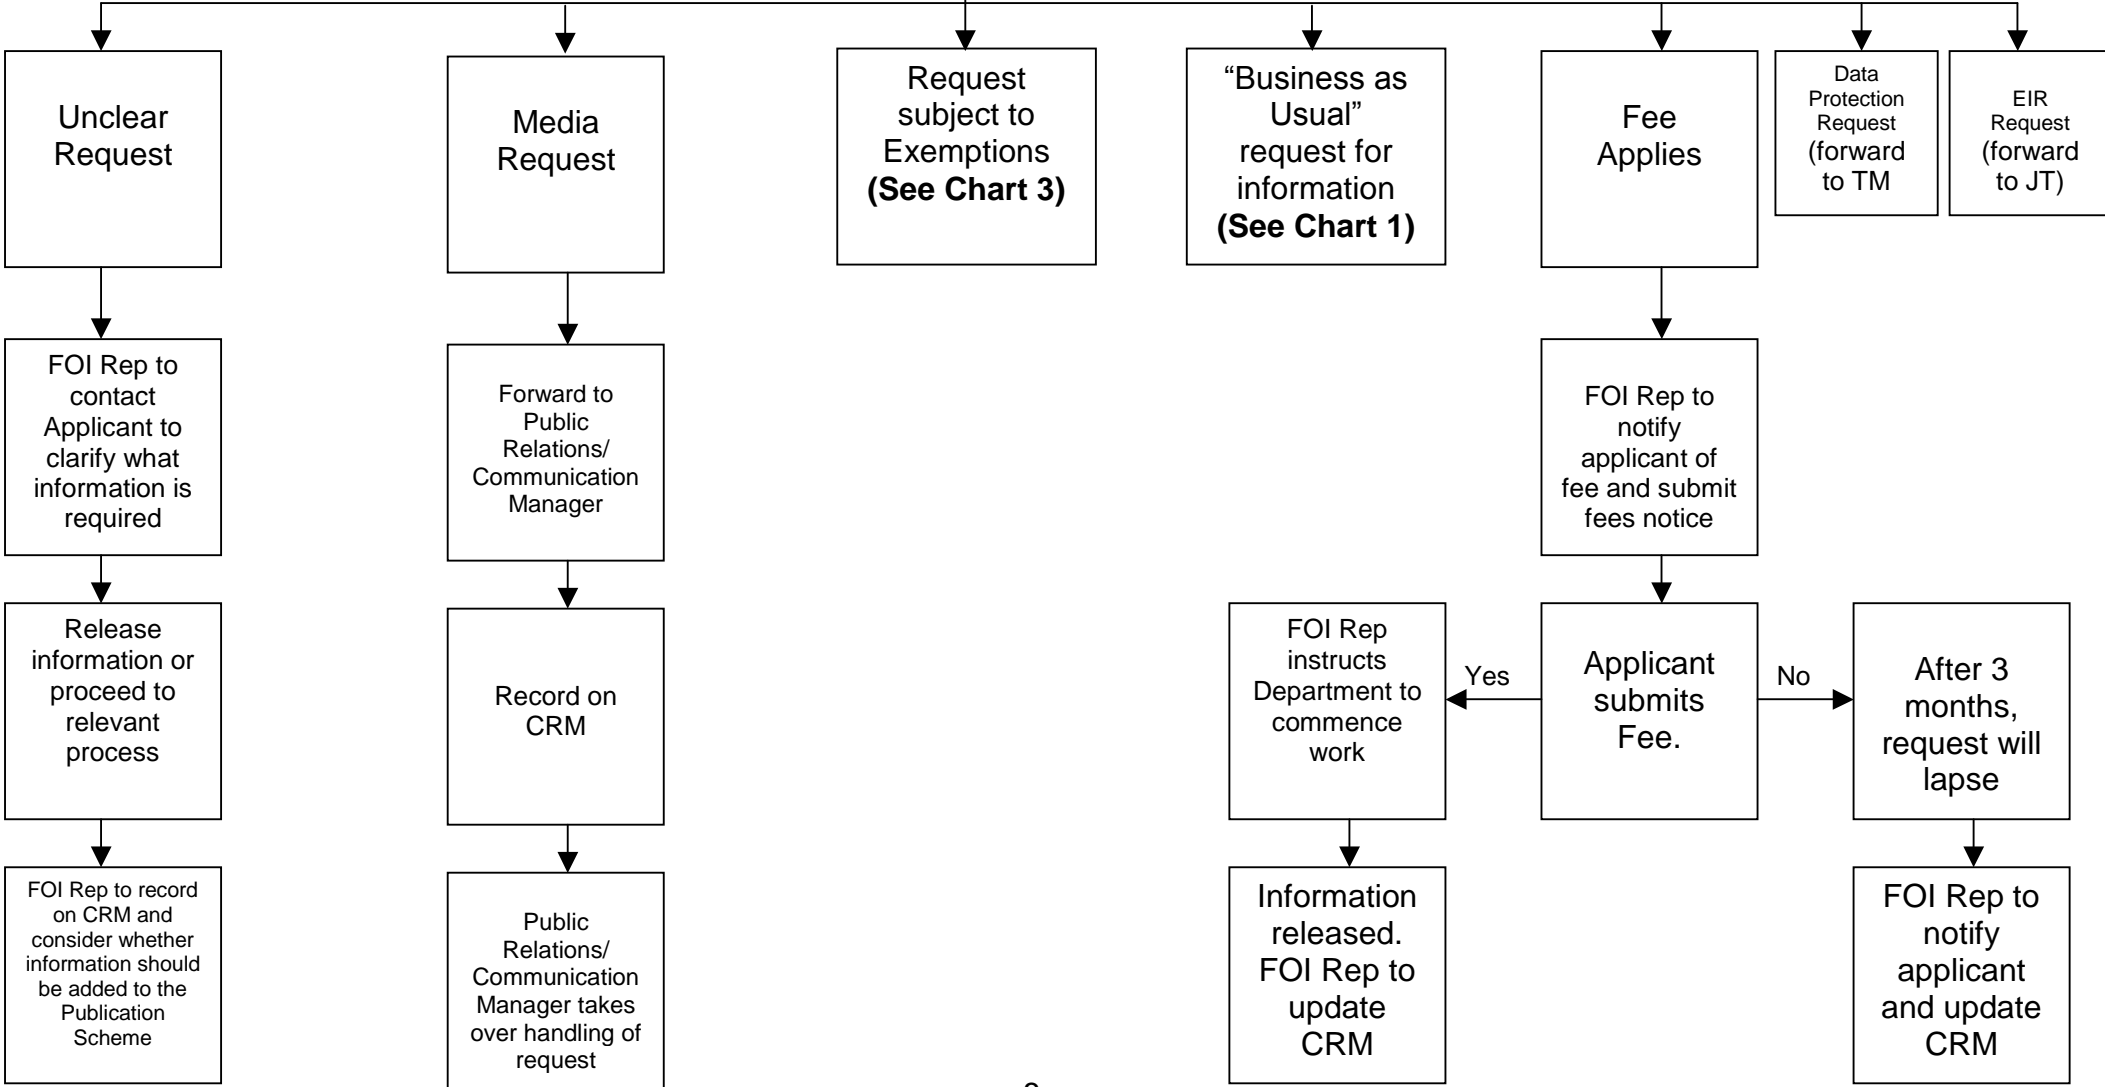 Unclear
Request
Media
Request
Request
subject to
Exemptions
(See Chart 3)
“Business as
Usual”
request for
information
(See Chart 1)
Fee
Applies
Data
Protection
Request
(forward
to TM
EIR
Request
(forward
to JT)
FOI Rep to
contact
Applicant to
clarify what
information is
required
Forward to
Public
Relations/
Communication
Manager
FOI Rep to
notify
applicant of
fee and submit
fees notice
Release
information or
proceed to
relevant
process
Record on
CRM
FOI Rep
instructs
Department to
commence
work
Yes
Applicant
submits
Fee.
No
After 3
months,
request will
lapse
FOI Rep to record
on CRM and
consider whether
information should
be added to the
Publication
Scheme
Public
Relations/
Communication
Manager takes
over handling of
request
Information
released.
FOI Rep to
update
CRM
FOI Rep to
notify
applicant
and update
CRM